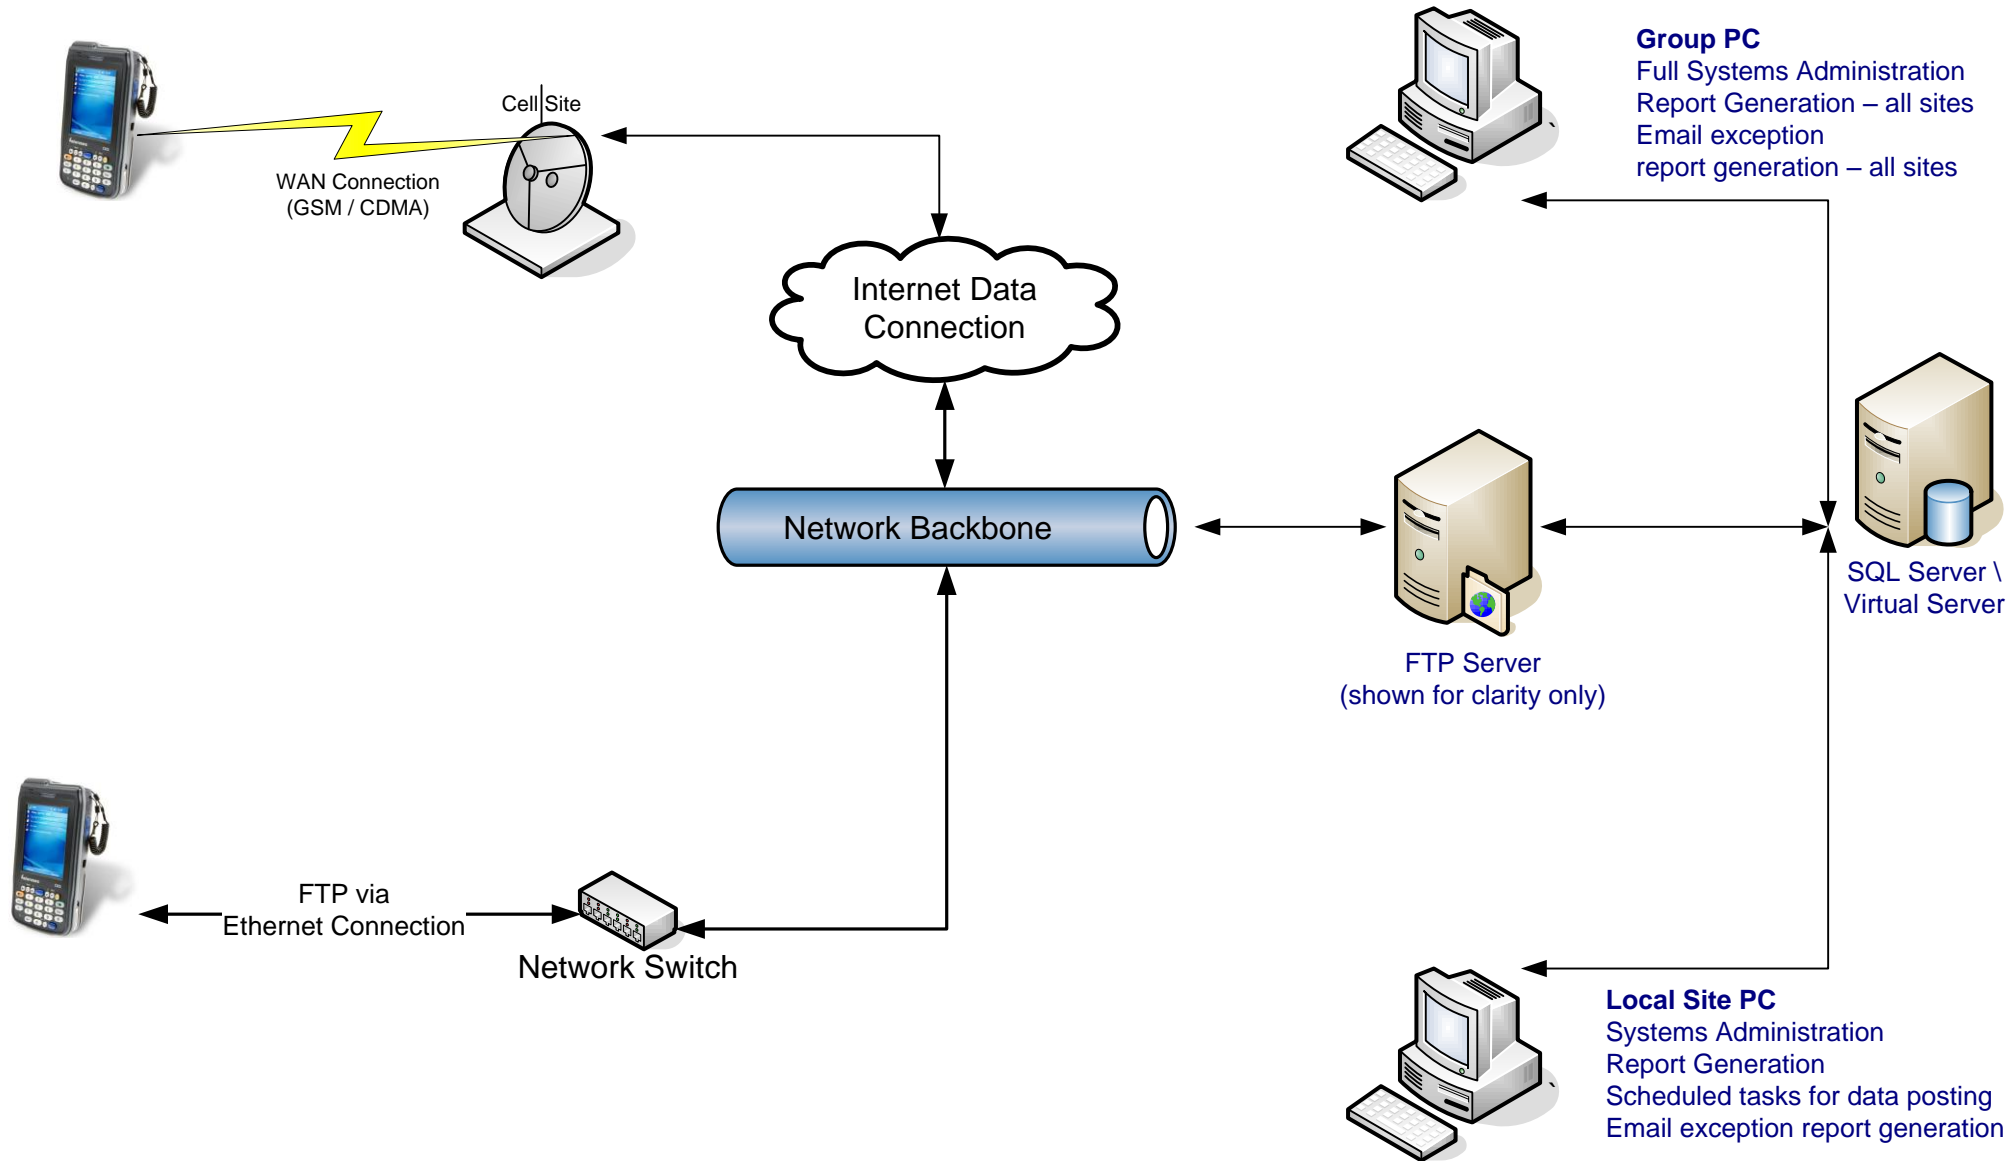 Group PC
Full Systems Administration
Report Generation – all sites
Email exception
report generation – all sites
Cell Site
WAN Connection
(GSM / CDMA)
Internet Data
Connection
Network Backbone
SQL Server \
Virtual Server
FTP Server
(shown for clarity only)
FTP via
Ethernet Connection
Network Switch
Local Site PC
Systems Administration
Report Generation
Scheduled tasks for data posting
Email exception report generation